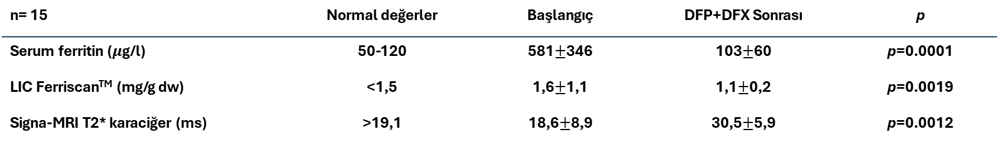 n= 15 Normal değerler Başlangıç DFP+DFX Sonrası p
Serum ferritin (μg/l) 50-120 581±346 103±60 p=0.0001
LIC Ferriscan™ (mg/g dw) <1,5 1,6±1,1 1,1±0,2 p=0.0019
Signa-MRI T2* karaciğer (ms) >19,1 18,6±8,9 30,5±5,9 p=0.0012